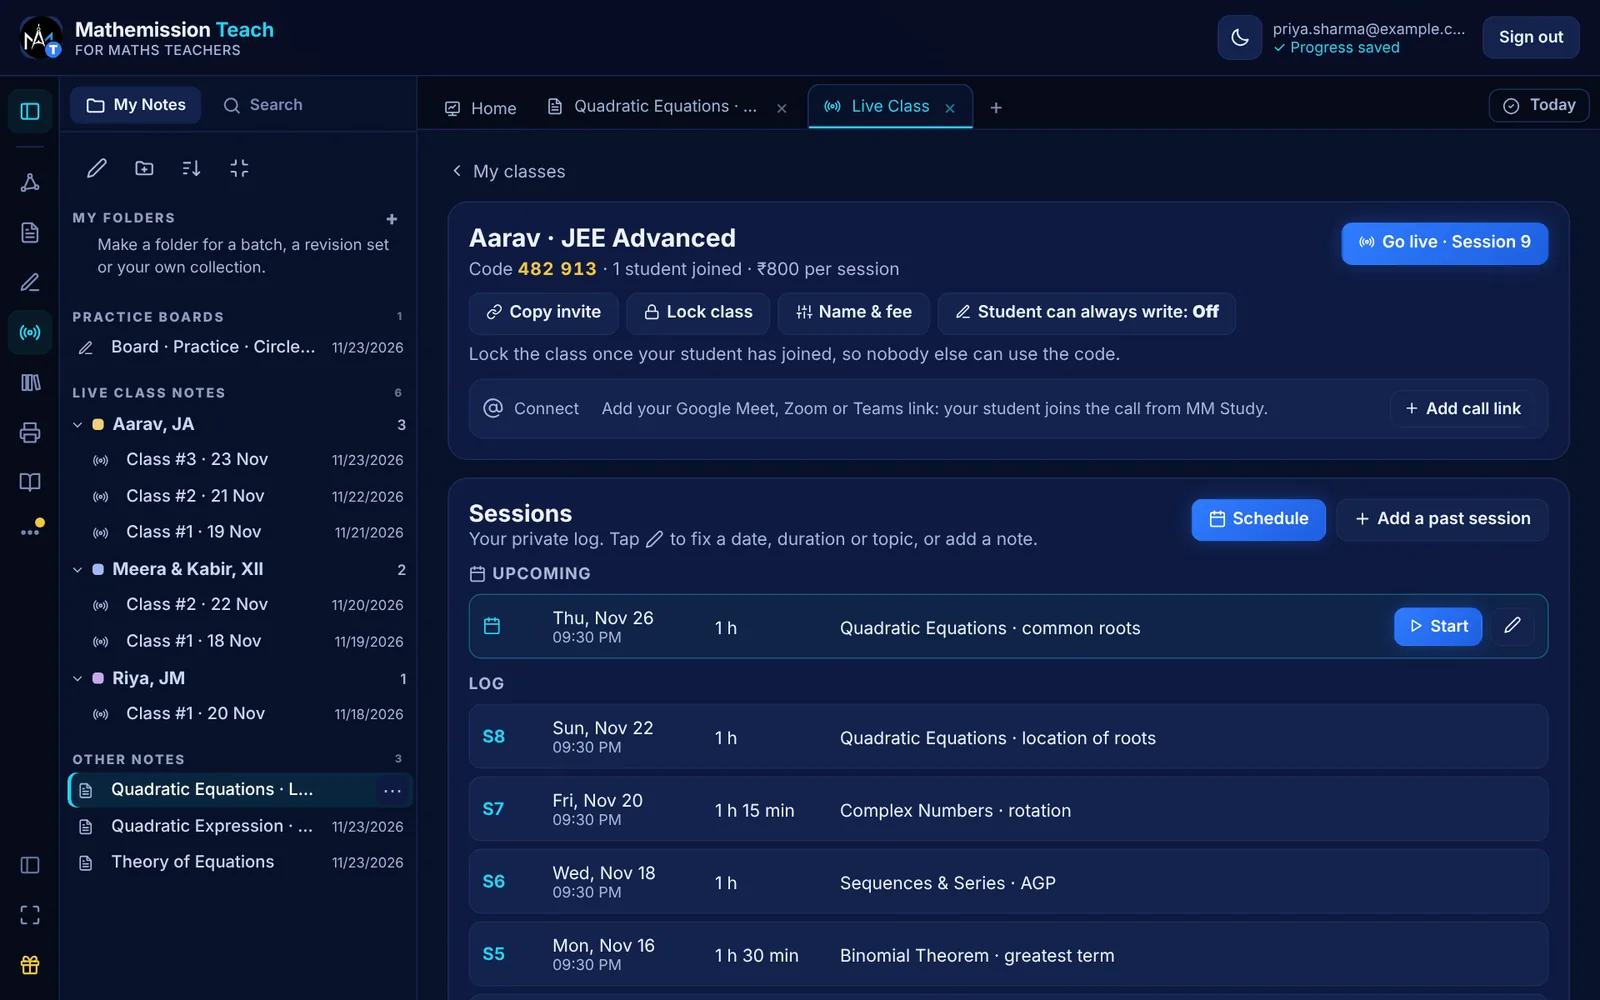 Mathemission Teach
FOR MATHS TEACHERS
priya.sharma@example.c...
✓ Progress saved
Sign out
My Notes
Search
Home
Quadratic Equations · ...
Live Class
Today
MY FOLDERS
Make a folder for a batch, a revision set
or your own collection.
PRACTICE BOARDS 1
Board · Practice · Circle... 11/23/2026
LIVE CLASS NOTES 6
Aarav, JA 3
Class #3 · 23 Nov 11/23/2026
Class #2 · 21 Nov 11/22/2026
Class #1 · 19 Nov 11/21/2026
Meera & Kabir, XII 2
Class #2 · 22 Nov 11/20/2026
Class #1 · 18 Nov 11/19/2026
Riya, JM 1
Class #1 · 20 Nov 11/18/2026
OTHER NOTES 3
Quadratic Equations · L... ...
Quadratic Expression · ... 11/23/2026
Theory of Equations 11/23/2026
My classes
Aarav · JEE Advanced
Go live · Session 9
Code 482 913 · 1 student joined · ₹800 per session
Copy invite
Lock class
Name & fee
Student can always write: Off
Lock the class once your student has joined, so nobody else can use the code.
Connect Add your Google Meet, Zoom or Teams link: your student joins the call from MM Study.
+ Add call link
Sessions
Schedule
+ Add a past session
Your private log. Tap to fix a date, duration or topic, or add a note.
UPCOMING
Thu, Nov 26
09:30 PM
1 h
Quadratic Equations · common roots
Start
LOG
S8
Sun, Nov 22
09:30 PM
1 h
Quadratic Equations · location of roots
S7
Fri, Nov 20
09:30 PM
1 h 15 min
Complex Numbers · rotation
S6
Wed, Nov 18
09:30 PM
1 h
Sequences & Series · AGP
S5
Mon, Nov 16
09:30 PM
1 h 30 min
Binomial Theorem · greatest term